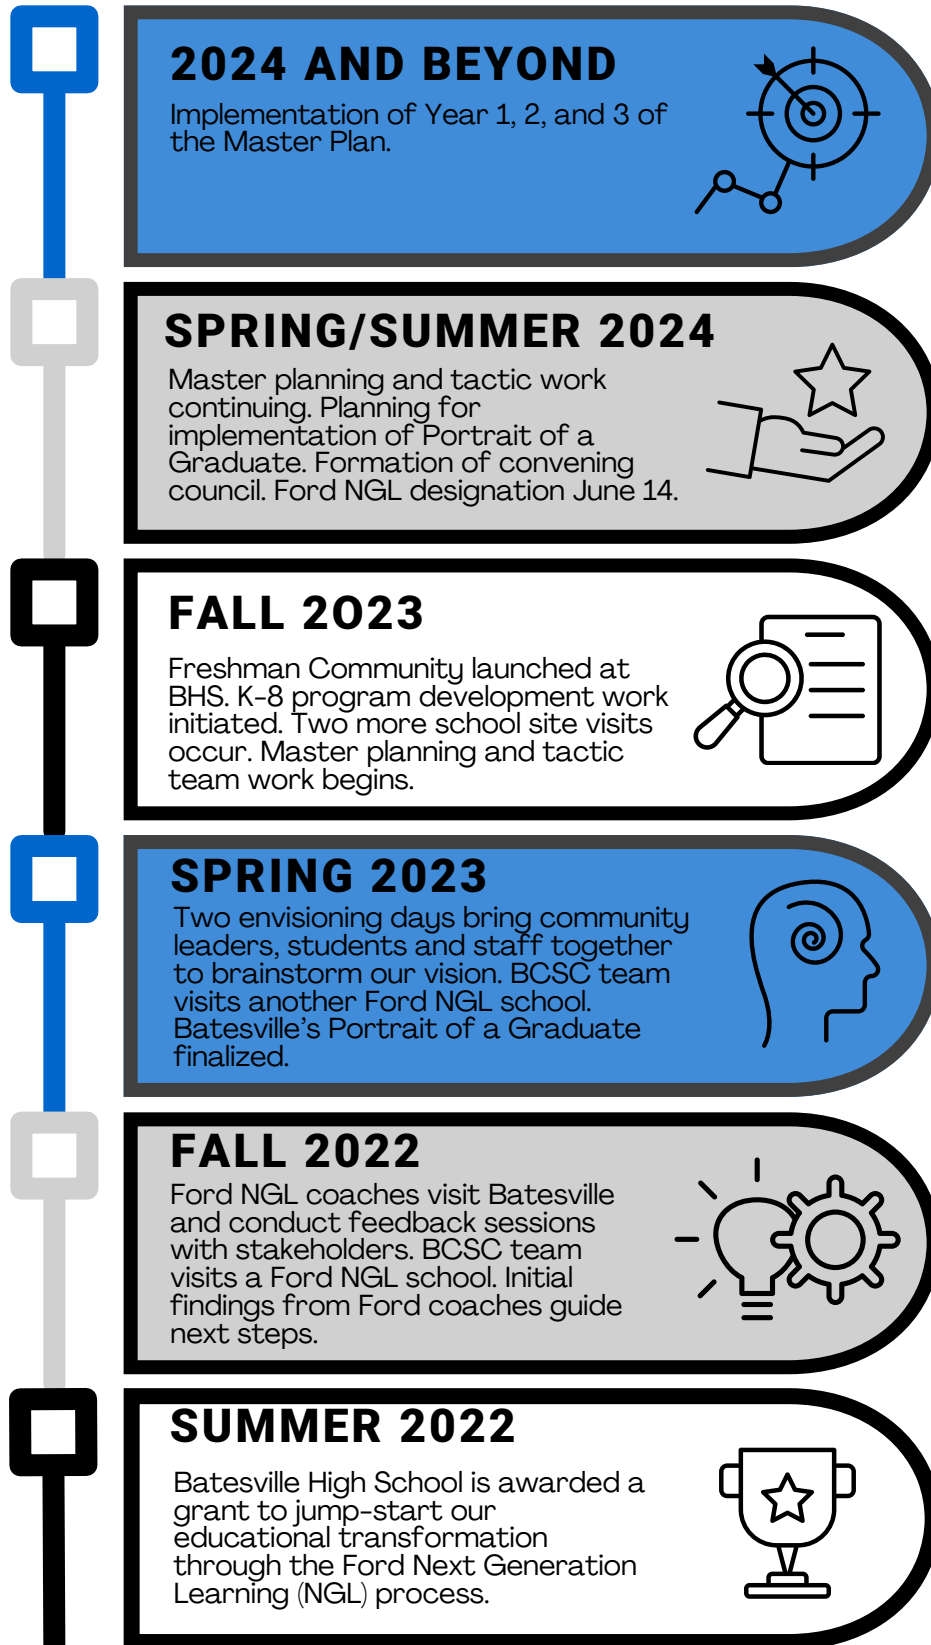 2024 AND BEYOND
Implementation of Year 1, 2, and 3 of
the Master Plan.
SPRING/SUMMER 2024
Master planning and tactic work
continuing. Planning for
implementation of Portrait of a
Graduate. Formation of convening
council. Ford NGL designation June 14.
FALL 2023
Freshman Community launched at
BHS. K-8 program development work
initiated. Two more school site visits
occur. Master planning and tactic
team work begins.
SPRING 2023
Two envisioning days bring community
leaders, students and staff together
to brainstorm our vision. BCSC team
visits another Ford NGL school.
Batesville’s Portrait of a Graduate
finalized.
FALL 2022
Ford NGL coaches visit Batesville
and conduct feedback sessions
with stakeholders. BCSC team
visits a Ford NGL school. Initial
findings from Ford coaches guide
next steps.
SUMMER 2022
Batesville High School is awarded a
grant to jump-start our
educational transformation
through the Ford Next Generation
Learning (NGL) process.